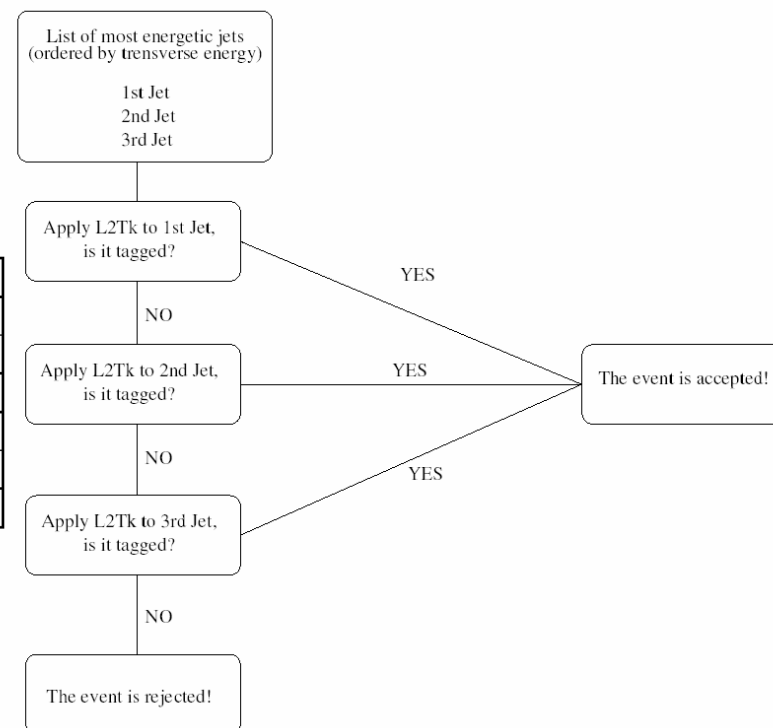 List of most energetic jets
(ordered by trensverse energy)
1st Jet
2nd Jet
3rd Jet
Apply L2Tk to 1st Jet,
is it tagged?
YES
NO
Apply L2Tk to 2nd Jet,
is it tagged?
YES
The event is accepted!
NO
YES
Apply L2Tk to 3rd Jet,
is it tagged?
NO
The event is rejected!